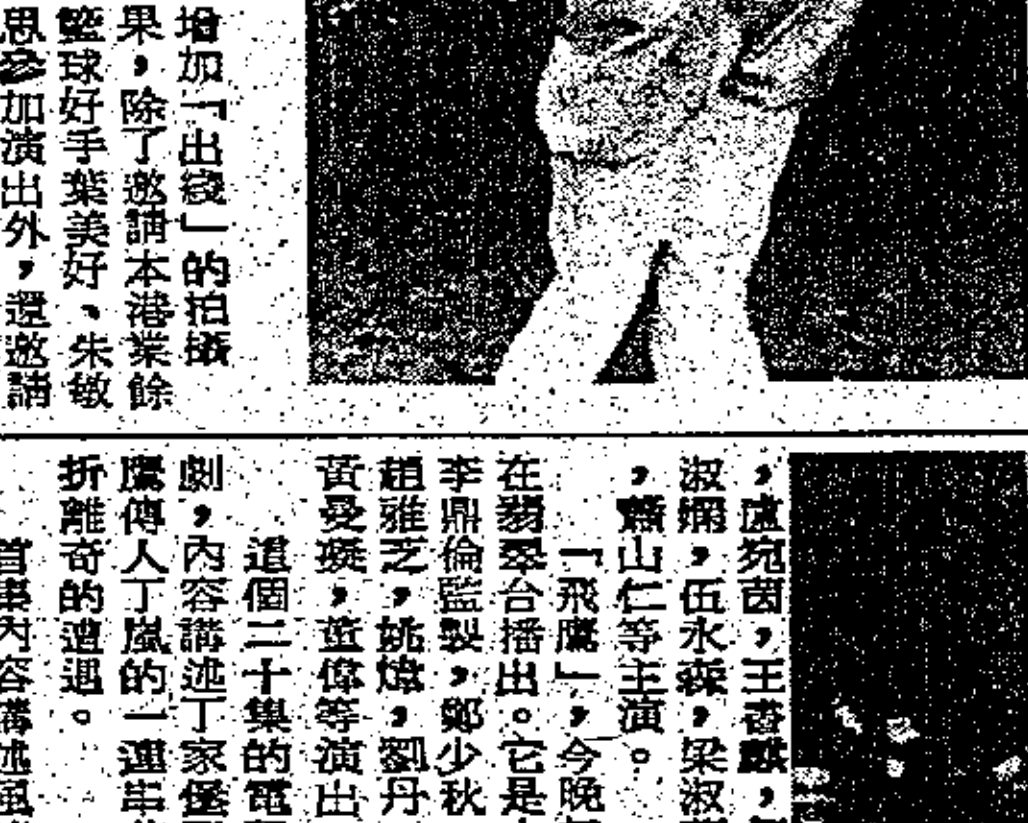 增加「出綫」的拍攝
果，除了邀請本港業餘
籃球好手葉美好、朱敏
思參加演出外，還邀請
，盧宛茵，王書麒，
淑嫻，伍永森，梁淑
，蕭山仁等主演。
「飛鷹」，今晚
在翡翠台播出。它是
李鼎倫監製，鄭少秋
趙雅芝，姚煒，劉丹
黃曼凝，董偉等演出
這個二十集的電
劇，內容講述丁家堡
鷹傳人丁嵐的一連串
折離奇的遭遇。
首集內容講述